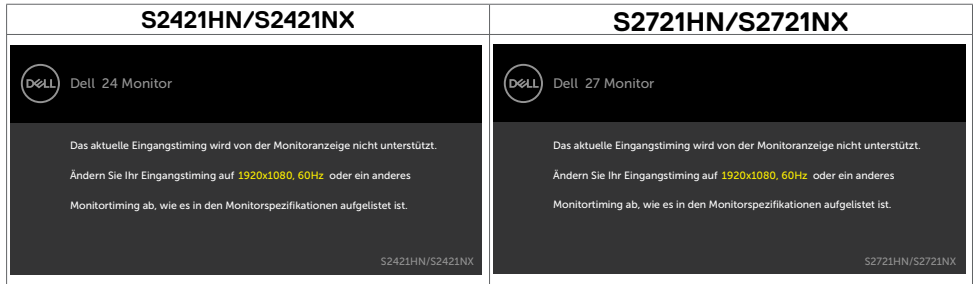 S2421HN/S2421NX
S2721HN/S2721NX
DELL
Dell 24 Monitor
Das aktuelle Eingangstiming wird von der Monitoranzeige nicht unterstützt.
Ändern Sie Ihr Eingangstiming auf 1920x1080, 60Hz oder ein anderes
Monitortiming ab, wie es in den Monitorspezifikationen aufgelistet ist.
S2421HN/S2421NX
DELL
Dell 27 Monitor
Das aktuelle Eingangstiming wird von der Monitoranzeige nicht unterstützt.
Ändern Sie Ihr Eingangstiming auf 1920x1080, 60Hz oder ein anderes
Monitortiming ab, wie es in den Monitorspezifikationen aufgelistet ist.
S2721HN/S2721NX